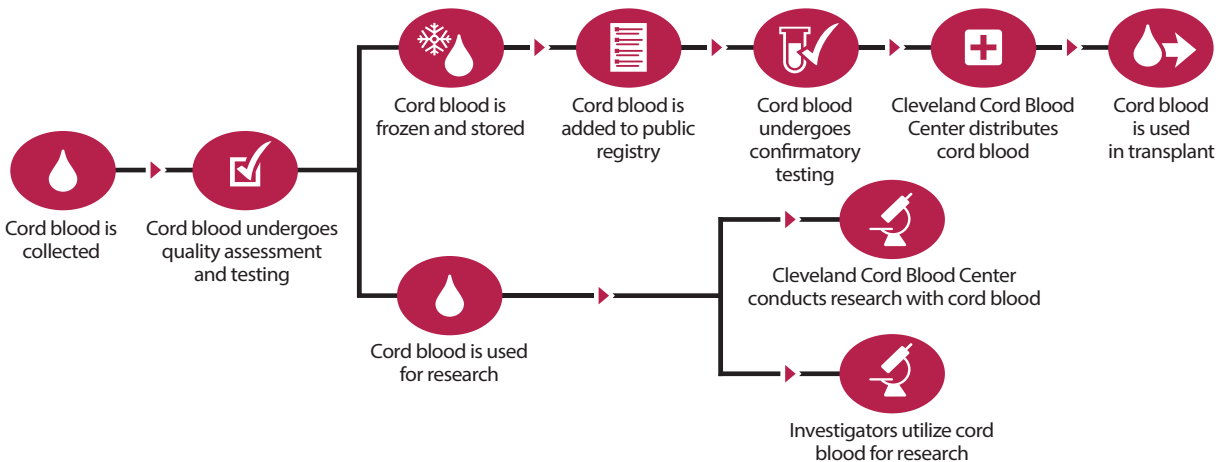 Cord blood is
collected
Cord blood undergoes
quality assessment
and testing
Cord blood is
frozen and stored
Cord blood is
added to public
registry
Cord blood
undergoes
confirmatory
testing
Cleveland Cord Blood
Center distributes
cord blood
Cord blood
is used
in transplant
Cord blood is used
for research
Cleveland Cord Blood Center
conducts research with cord blood
Investigators utilize cord
blood for research